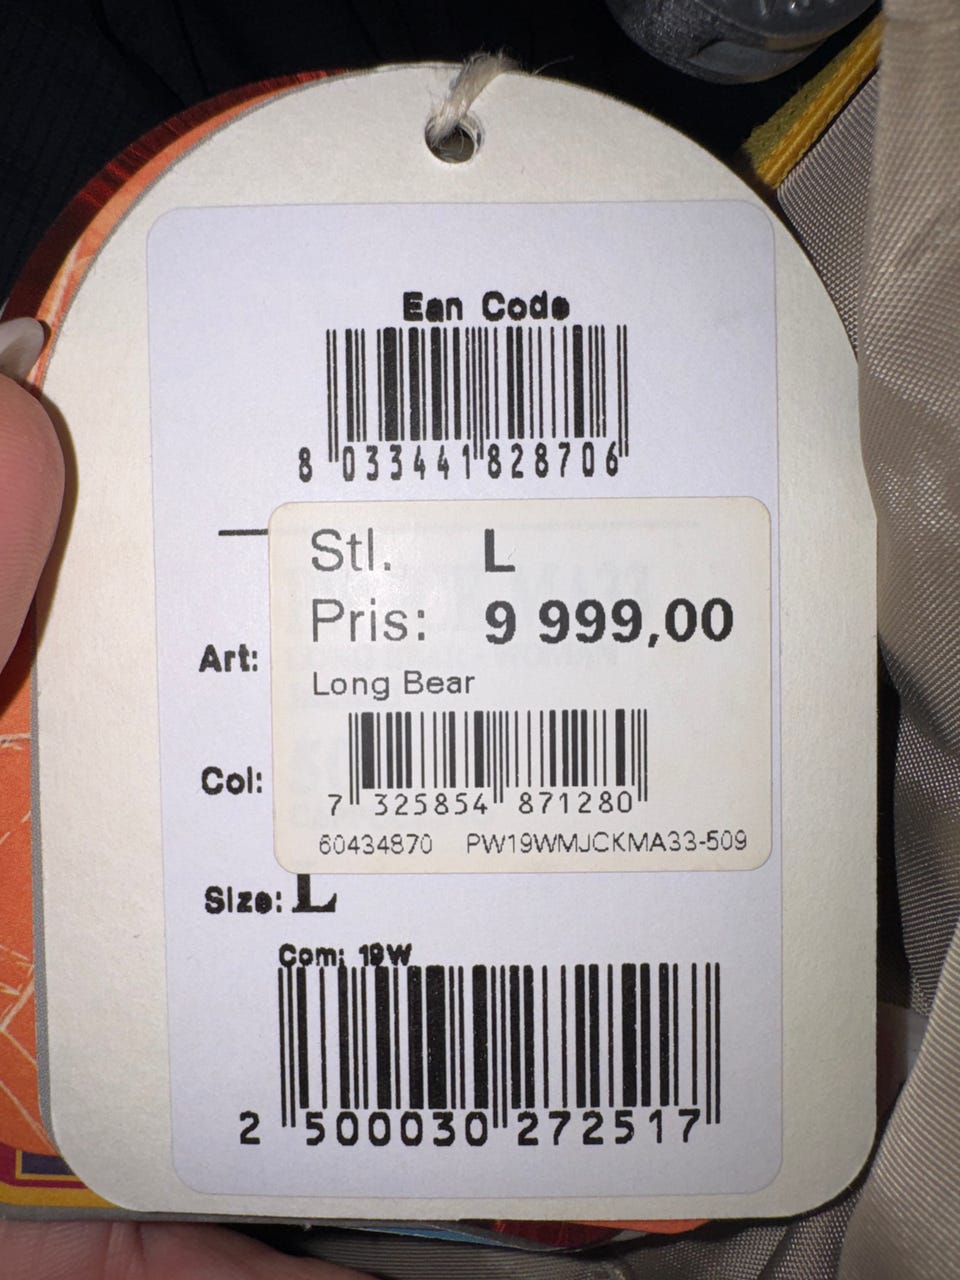 Ean Code
8 033441 828706
Stl. L
Pris: 9 999,00
Art:
Long Bear
Col:
7 325854 871280
60434870 PW19WMJCKMA33-509
Size: L
Com: 19W
2 500030 272517